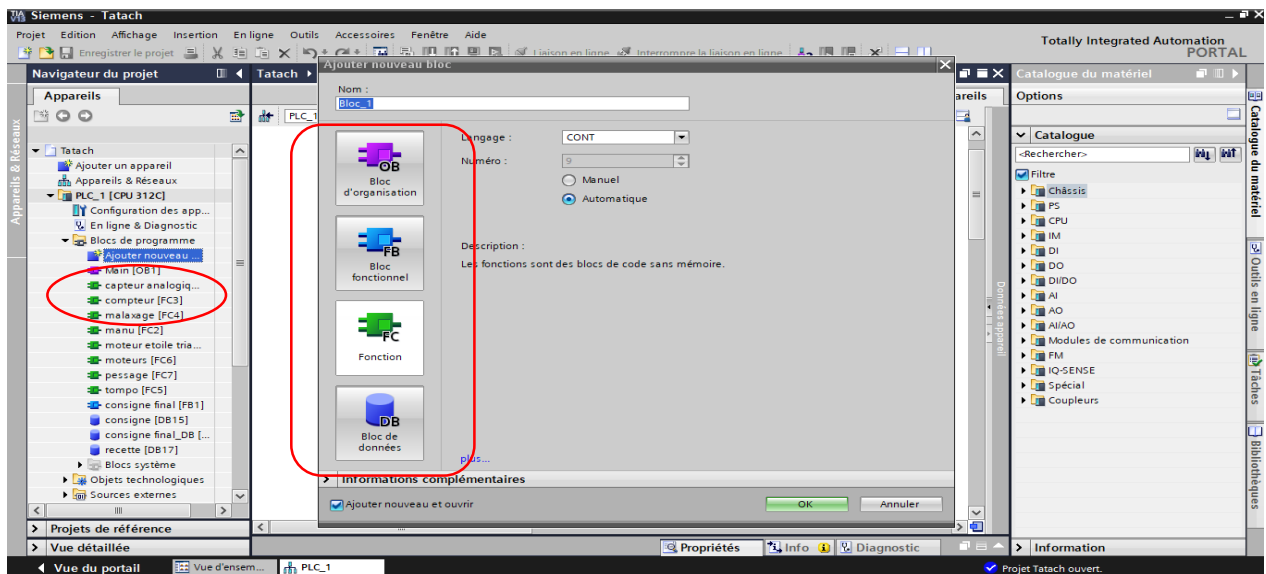 Siemens - Tatach
Projet Edition Affichage Insertion En ligne Outils Accessoires Fenêtre Aide
Totally Integrated Automation
PORTAL
Enregistrer le projet
Liaison en ligne
Interrompre la liaison en ligne
Navigateur du projet
Tatach
Catalogue du matériel
Appareils
areils
Options
PLC_1
Appareils & Réseaux
Tatach
Ajouter un appareil
Appareils & Réseaux
PLC_1 [CPU 312C]
Configuration des app...
En ligne & Diagnostic
Blocs de programme
Ajouter nouveau ...
Main [OB1]
capteur analogiq...
compteur [FC3]
malaxage [FC4]
manu [FC2]
moteur etoile tria...
moteurs [FC6]
pessage [FC7]
tompo [FC5]
consigne final [FB1]
consigne [DB15]
consigne final_DB [...
recette [DB17]
Blocs système
Objets technologiques
Sources externes
Projets de référence
Vue détaillée
Ajouter nouveau bloc
Nom :
Bloc_1
OB
Bloc
d'organisation
FB
Bloc
fonctionnel
FC
Fonction
DB
Bloc de
données
Langage :
CONT
Numéro :
9
Manuel
Automatique
Description :
Les fonctions sont des blocs de code sans mémoire.
plus...
Informations complémentaires
Ajouter nouveau et ouvrir
OK
Annuler
Données appareil
Catalogue
<Rechercher>
Filtre
Châssis
PS
CPU
IM
DI
DO
DI/DO
AI
AO
AI/AO
Modules de communication
FM
IQ-SENSE
Spécial
Coupleurs
Information
Catalogue du matériel
Outils en ligne
Tâches
Bibliothèques
Propriétés
Info
Diagnostic
Vue du portail
Vue d'ensem...
PLC_1
Projet Tatach ouvert.